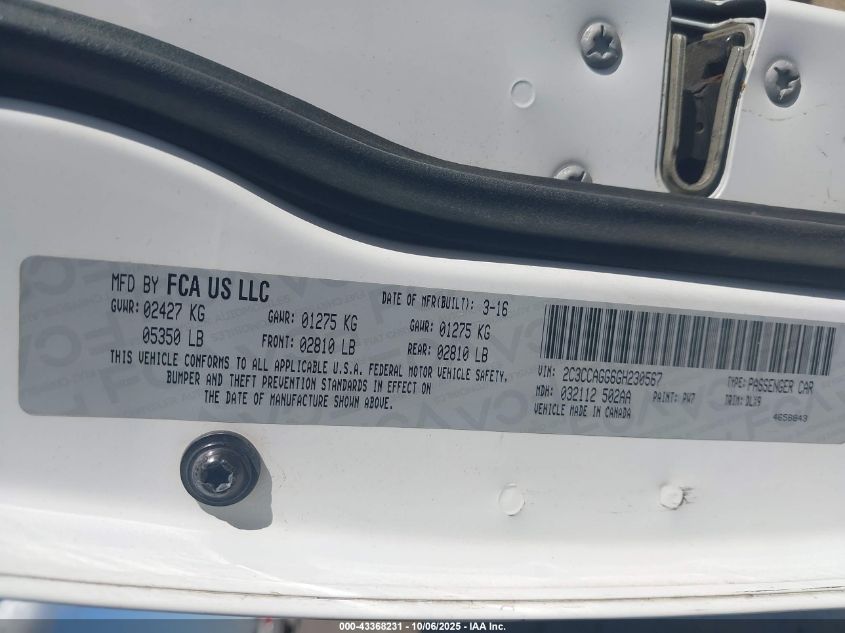 MFD BY FCA US LLC
DATE OF MFR(BUILT): 3-16
GVWR: 02427 KG
GAWR: 01275 KG
GAWR: 01275 KG
05350 LB
FRONT: 02810 LB
REAR: 02810 LB
THIS VEHICLE CONFORMS TO ALL APPLICABLE U.S.A. FEDERAL MOTOR VEHICLE SAFETY,
BUMPER AND THEFT PREVENTION STANDARDS IN EFFECT ON
THE DATE OF MANUFACTURE SHOWN ABOVE.
VIN: 2C3CCAGG6GH230567
TYPE: PASSENGER CAR
MDH: 032112 502AA
PAINT: PW7
TRIM: DLX9
VEHICLE MADE IN CANADA
4658843
000-43368231 - 10/06/2025 - IAA Inc.